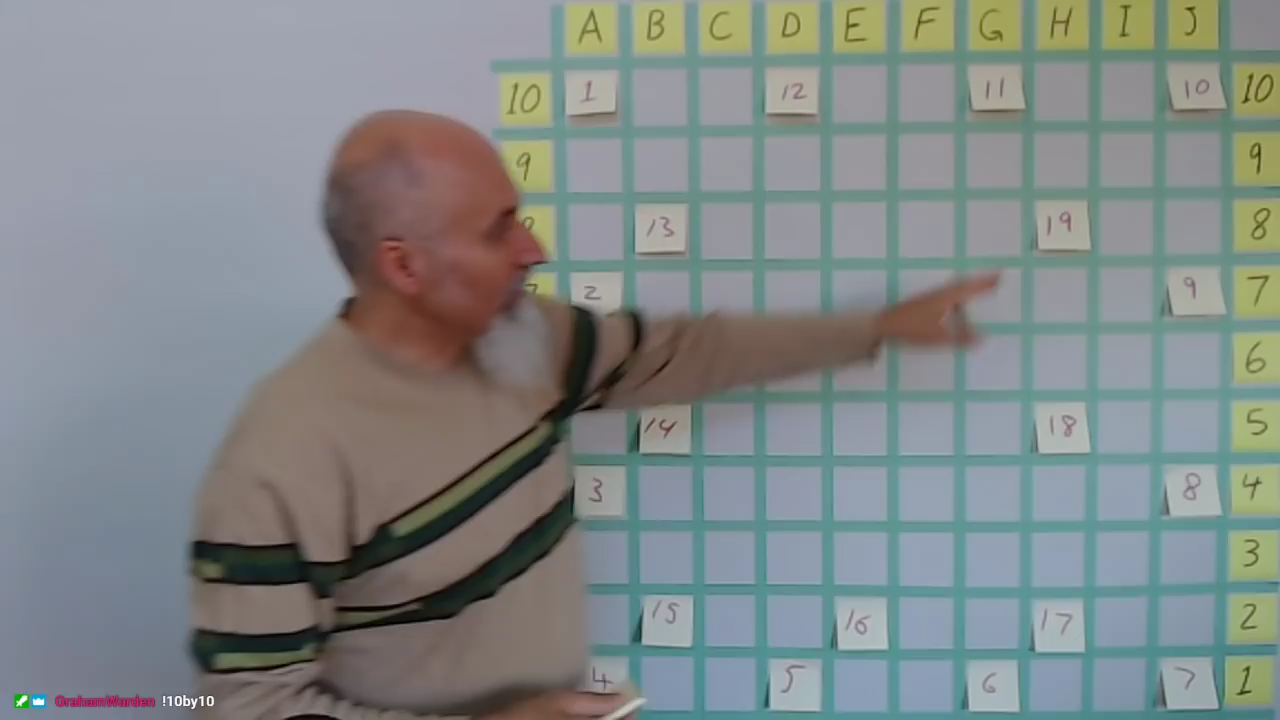 A B C D E F G H I J
10 1 12 11 10 10
9 9
13 19 8
2 9 7
6
14 18 5
3 8 4
3
15 16 17 2
4 5 6 7 1
GrahamWarden !10by10